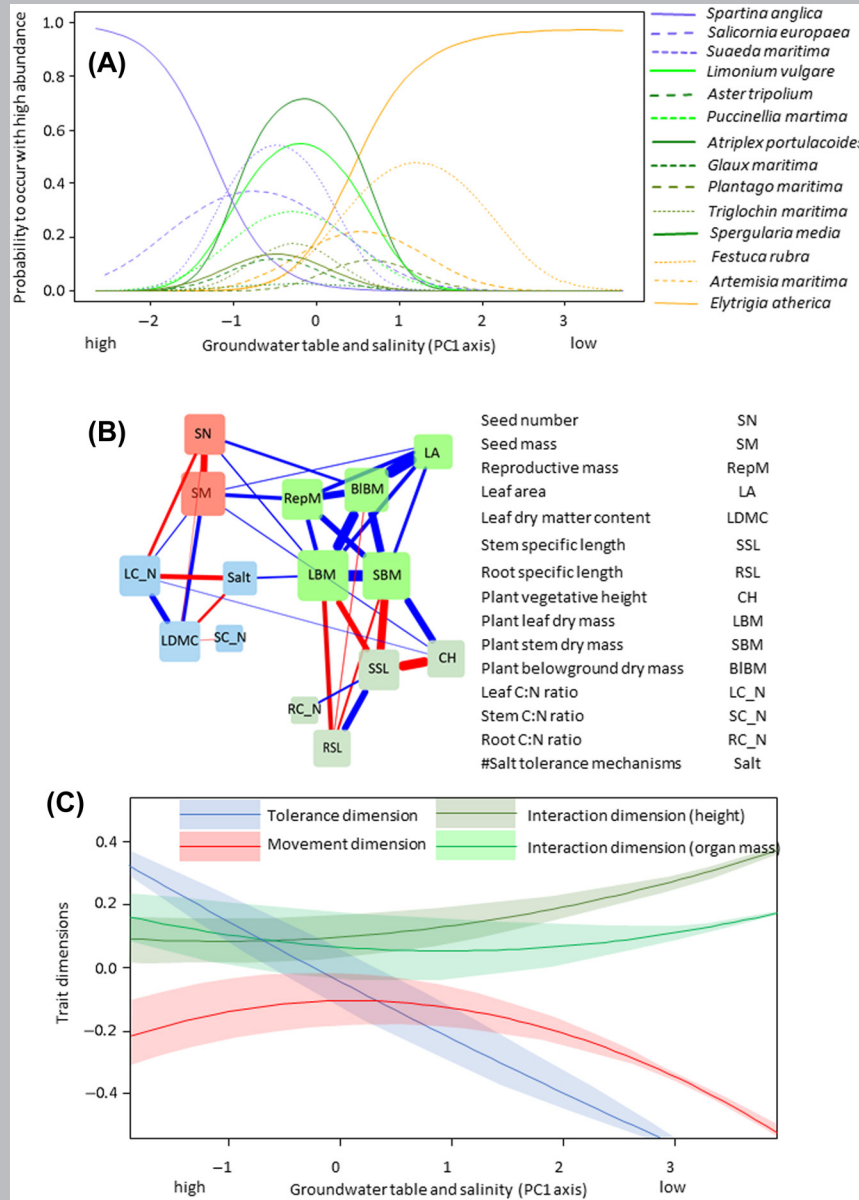 (A)
Probability to occur with high abundance
1.0
0.8
0.6
0.4
0.2
0.0
−2 −1 0 1 2 3
high Groundwater table and salinity (PC1 axis) low
Spartina anglica
Salicornia europaea
Suaeda maritima
Limonium vulgare
Aster tripolium
Puccinellia martima
Atriplex portulacoides
Glaux maritima
Plantago maritima
Triglochin maritima
Spergularia media
Festuca rubra
Artemisia maritima
Elytrigia atherica
(B)
SN
SM
LC_N
Salt
LDMC
SC_N
RepM
BlBM
LA
LBM
SBM
SSL
CH
RC_N
RSL
Seed number SN
Seed mass SM
Reproductive mass RepM
Leaf area LA
Leaf dry matter content LDMC
Stem specific length SSL
Root specific length RSL
Plant vegetative height CH
Plant leaf dry mass LBM
Plant stem dry mass SBM
Plant belowground dry mass BlBM
Leaf C:N ratio LC_N
Stem C:N ratio SC_N
Root C:N ratio RC_N
#Salt tolerance mechanisms Salt
(C)
Tolerance dimension Interaction dimension (height)
Movement dimension Interaction dimension (organ mass)
Trait dimensions
0.4
0.2
0.0
−0.2
−0.4
−1 0 1 2 3
high Groundwater table and salinity (PC1 axis) low